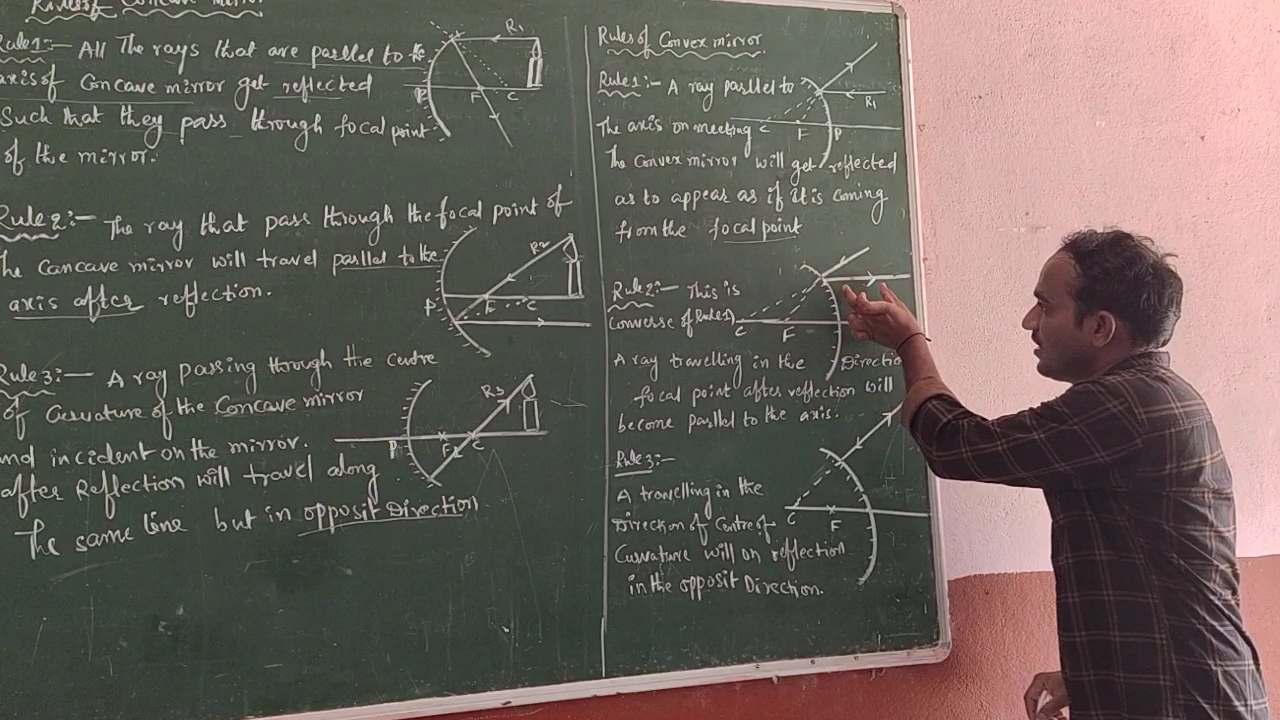 Rules of Concave mirror
Rule1:- All The rays that are parllel to the
axis of Concave mirror get reflected
Such that they pass through focal point
of the mirror.
R1
P
F
C
Rule2:- The ray that pass through the focal point of
The Concave mirror will travel parllel to the
axis after reflection.
R2
P
F
C
Rule3:- A ray passing through the centre
of Curvature of the Concave mirror
and incident on the mirror.
after Reflection will travel along
The same line but in opposit Direction
R3
P
F
C
Rules of Convex mirror.
Rule1:- A ray parllel to
The axis on meeting
The Convex mirror will get reflected
as to appear as if it is coming
from the focal point
R1
C
F
P
Rule2:- This is
Converse of Rule1)
A ray travelling in the Directio
focal point after reflection will
become parllel to the axis.
C
F
Rule3:-
A travelling in the
Direction of Centre of
Curvature will on reflection
in the opposit Direction.
C
F